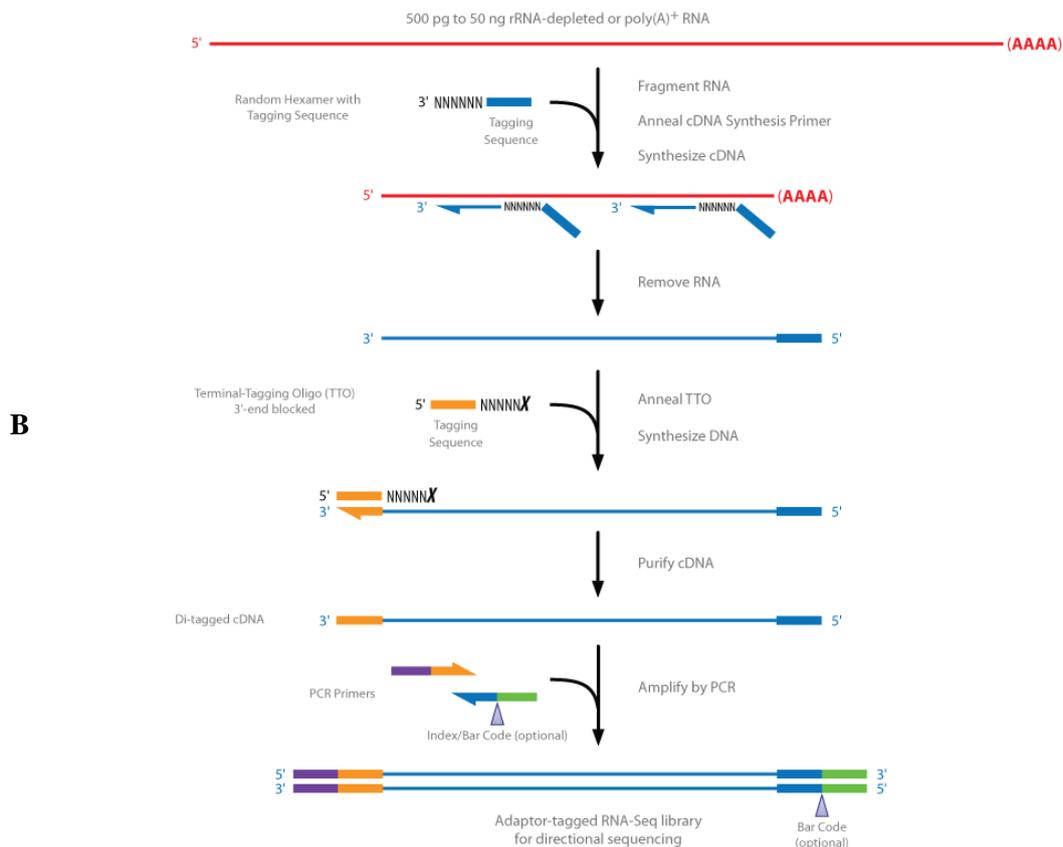 500 pg to 50 ng rRNA-depleted or poly(A)+ RNA
5' (AAAA)
Fragment RNA
Random Hexamer with
Tagging Sequence
3' NNNNNN
Tagging
Sequence
Anneal cDNA Synthesis Primer
Synthesize cDNA
5' (AAAA)
3' NNNNNN 3' NNNNNN
Remove RNA
3' 5'
Terminal-Tagging Oligo (TTO)
3'-end blocked
5' NNNNNX
Tagging
Sequence
Anneal TTO
Synthesize DNA
B
5' NNNNNX
3' 5'
Purify cDNA
Di-tagged cDNA 3' 5'
PCR Primers
Amplify by PCR
Index/Bar Code (optional)
5' 3'
3' 5'
Adaptor-tagged RNA-Seq library
for directional sequencing
Bar Code
(optional)